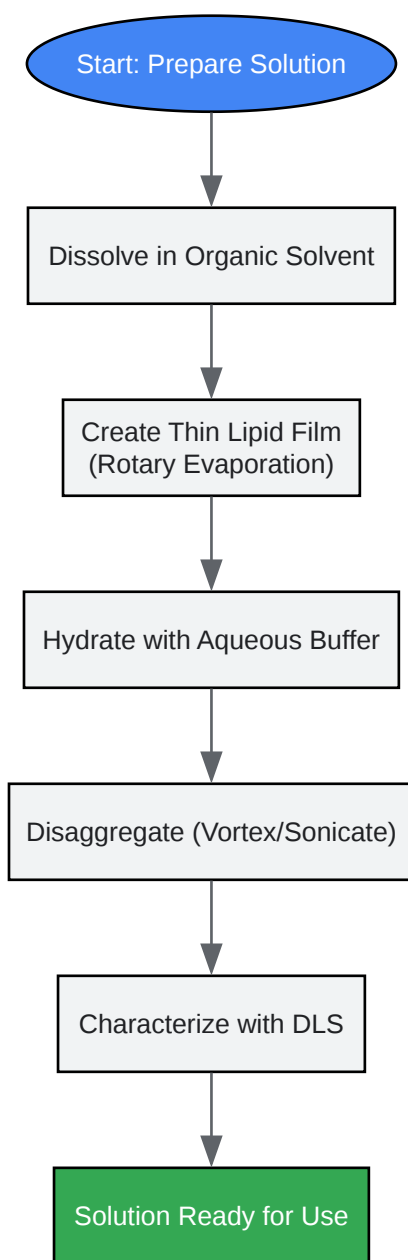 Start: Prepare Solution
Dissolve in Organic Solvent
Create Thin Lipid Film
(Rotary Evaporation)
Hydrate with Aqueous Buffer
Disaggregate (Vortex/Sonicate)
Characterize with DLS
Solution Ready for Use